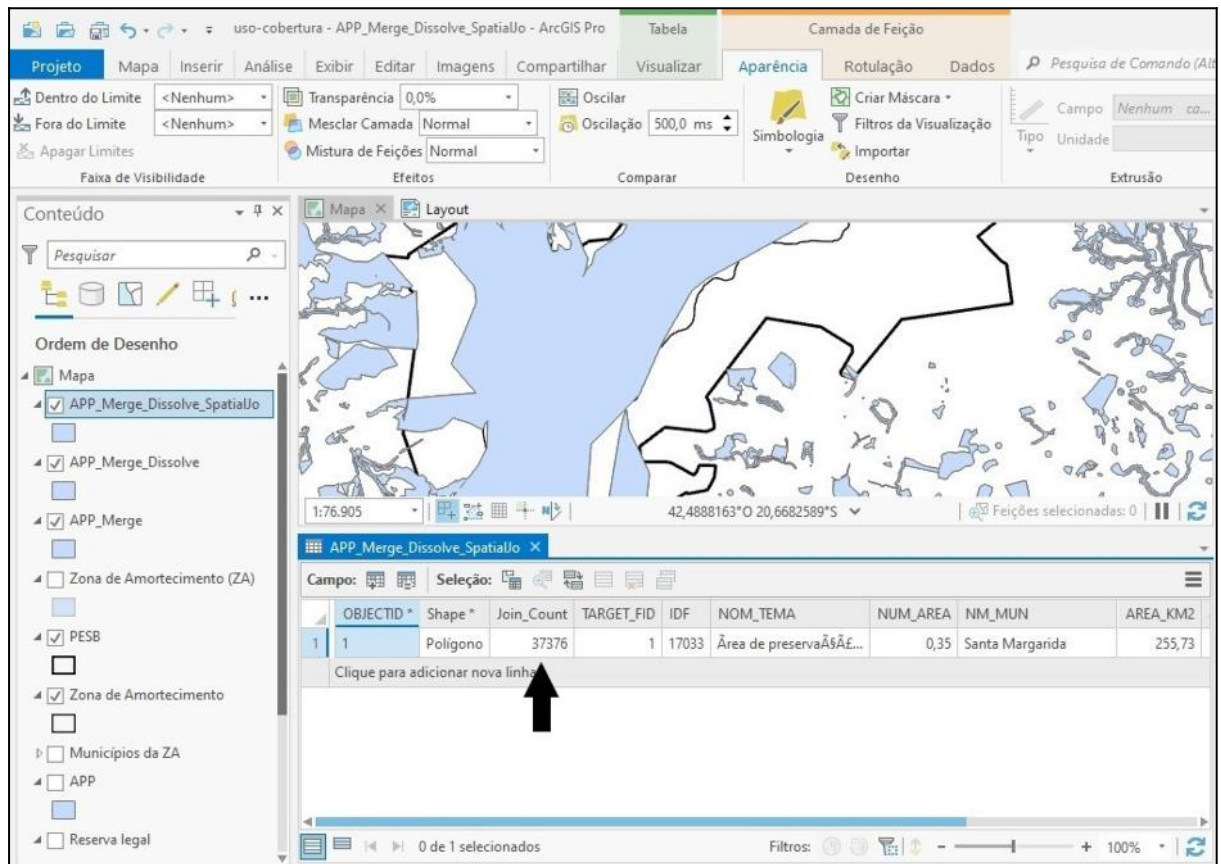 uso-cobertura - APP_Merge_Dissolve_SpatialJo - ArcGIS Pro
Tabela
Camada de Feição
Projeto Mapa Inserir Análise Exibir Editar Imagens Compartilhar Visualizar Aparência Rotulação Dados Pesquisa de Comando (Alt
Dentro do Limite <Nenhum>
Fora do Limite <Nenhum>
Apagar Limites
Faixa de Visibilidade
Transparência 0,0%
Mesclar Camada Normal
Mistura de Feições Normal
Efeitos
Oscilar
Oscilação 500,0 ms
Comparar
Simbologia
Criar Máscara
Filtros da Visualização
Importar
Desenho
Tipo
Campo Nenhum ca...
Unidade
Extrusão
Conteúdo
Pesquisar
Ordem de Desenho
Mapa
APP_Merge_Dissolve_SpatialJo
APP_Merge_Dissolve
APP_Merge
Zona de Amortecimento (ZA)
PESB
Zona de Amortecimento
Municípios da ZA
APP
Reserva legal
Mapa Layout
1:76.905 42,4888163°O 20,6682589°S Feições selecionadas: 0
APP_Merge_Dissolve_SpatialJo
Campo: Seleção:
OBJECTID * Shape * Join_Count TARGET_FID IDF NOM_TEMA NUM_AREA NM_MUN AREA_KM2
1 1 Polígono 37376 1 17033 Ãrea de preservaÃ§Ã£... 0,35 Santa Margarida 255,73
Clique para adicionar nova linha
0 de 1 selecionados Filtros: - + 100%